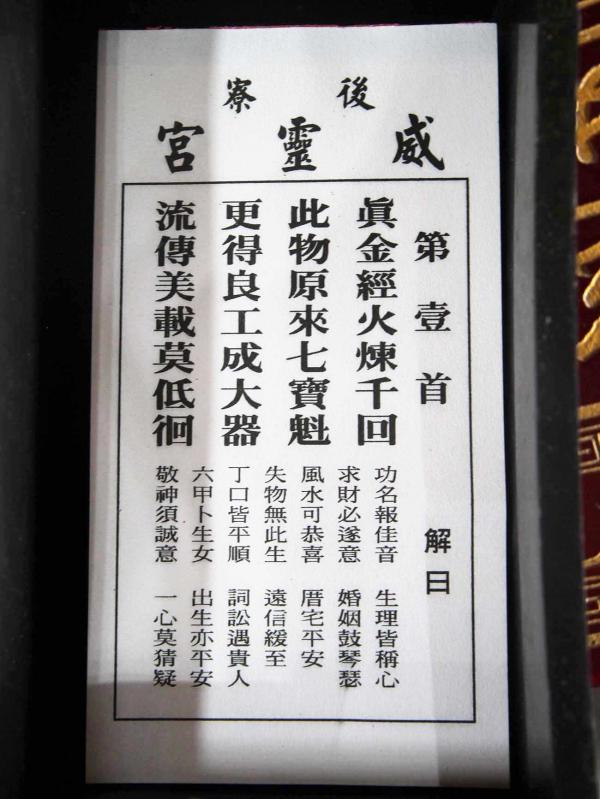 後寮
威靈宮
第壹首
眞金經火煉千回
此物原來七寶魁
更得良工成大器
流傳美載莫低徊
解曰
功名報佳音 生理皆稱心
求財必遂意 婚姻鼓琴瑟
風水可恭喜 厝宅平安
失物無此生 遠信緩至
丁口皆平順 詞訟遇貴人
六甲卜生女 出生亦平安
敬神須誠意 一心莫猜疑